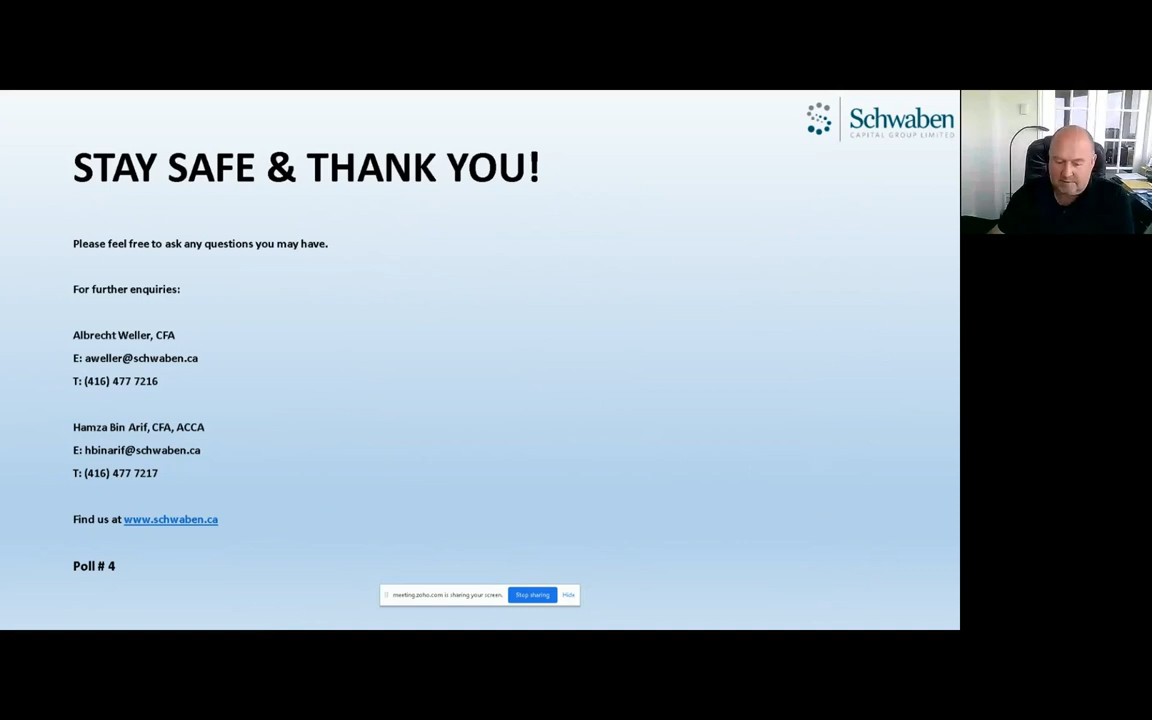 Schwaben
CAPITAL GROUP LIMITED
STAY SAFE & THANK YOU!
Please feel free to ask any questions you may have.
For further enquiries:
Albrecht Weller, CFA
E: aweller@schwaben.ca
T: (416) 477 7216
Hamza Bin Arif, CFA, ACCA
E: hbinarif@schwaben.ca
T: (416) 477 7217
Find us at www.schwaben.ca
Poll # 4
meeting.zoho.com is sharing your screen. Stop sharing Hide